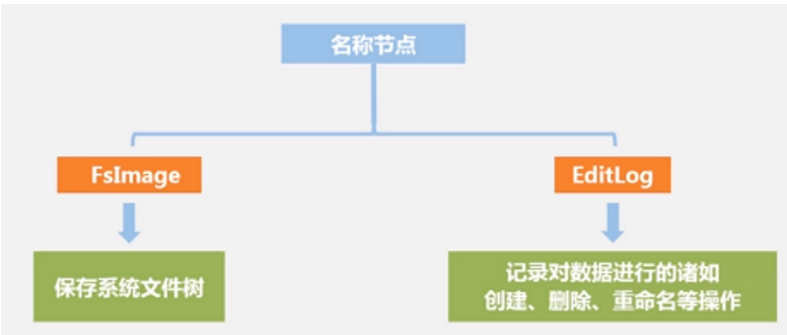 名称节点
FsImage
EditLog
保存系统文件树
记录对数据进行的诸如
创建、删除、重命名等操作